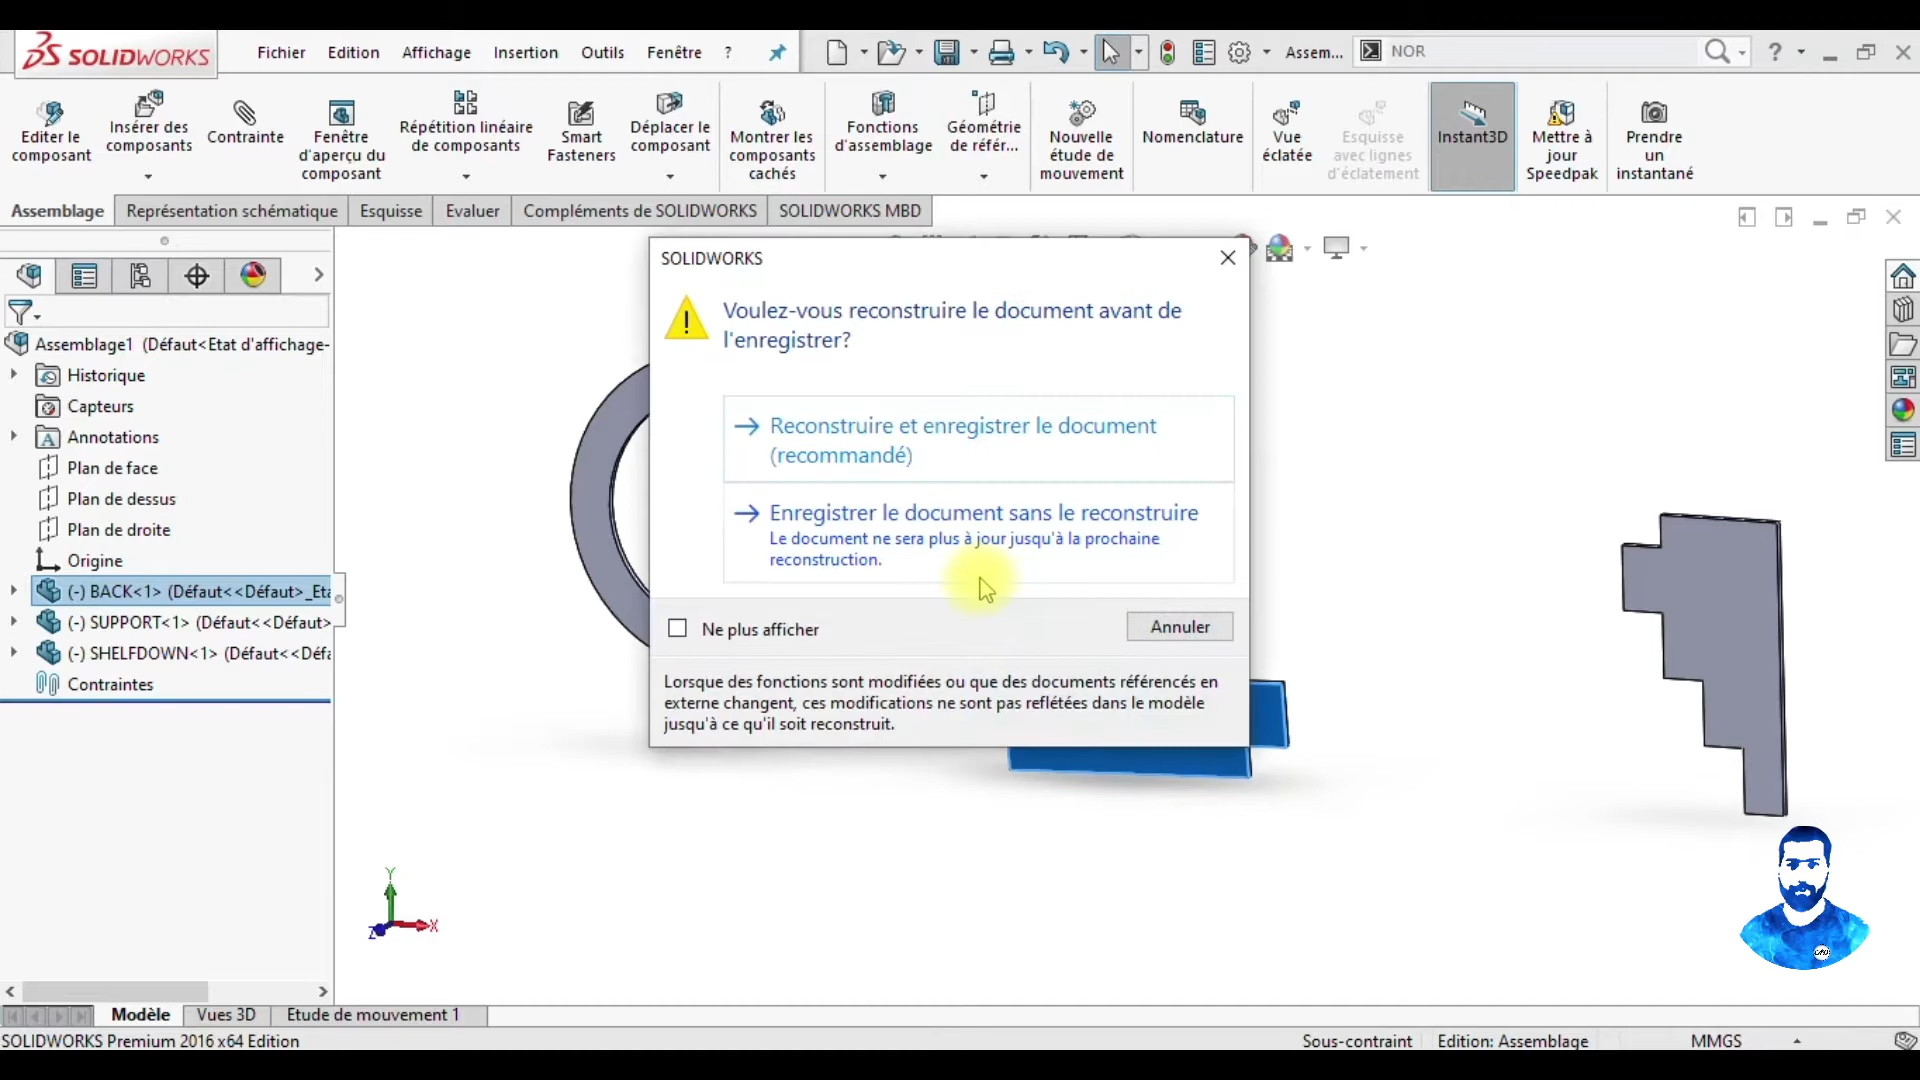 SOLIDWORKS
Fichier Edition Affichage Insertion Outils Fenêtre ?
Assem...
NOR
?
Editer le
composant
Insérer des
composants
Contrainte
Fenêtre
d'aperçu du
composant
Répétition linéaire
de composants
Smart
Fasteners
Déplacer le
composant
Montrer les
composants
cachés
Fonctions
d'assemblage
Géométrie
de référ...
Nouvelle
étude de
mouvement
Nomenclature
Vue
éclatée
Esquisse
avec lignes
d'éclatement
Instant3D
Mettre à
jour
Speedpak
Prendre
un
instantané
Assemblage Représentation schématique Esquisse Evaluer Compléments de SOLIDWORKS SOLIDWORKS MBD
Assemblage1 (Défaut<Etat d'affichage-
Historique
Capteurs
Annotations
Plan de face
Plan de dessus
Plan de droite
Origine
(-) BACK<1> (Défaut<<Défaut>_Eta
(-) SUPPORT<1> (Défaut<<Défaut>
(-) SHELFDOWN<1> (Défaut<<Défa
Contraintes
SOLIDWORKS
Voulez-vous reconstruire le document avant de
l'enregistrer?
Reconstruire et enregistrer le document
(recommandé)
Enregistrer le document sans le reconstruire
Le document ne sera plus à jour jusqu'à la prochaine
reconstruction.
Ne plus afficher
Annuler
Lorsque des fonctions sont modifiées ou que des documents référencés en
externe changent, ces modifications ne sont pas reflétées dans le modèle
jusqu'à ce qu'il soit reconstruit.
Y
X
Z
Modèle Vues 3D Etude de mouvement 1
SOLIDWORKS Premium 2016 x64 Edition
Sous-contraint Edition: Assemblage MMGS